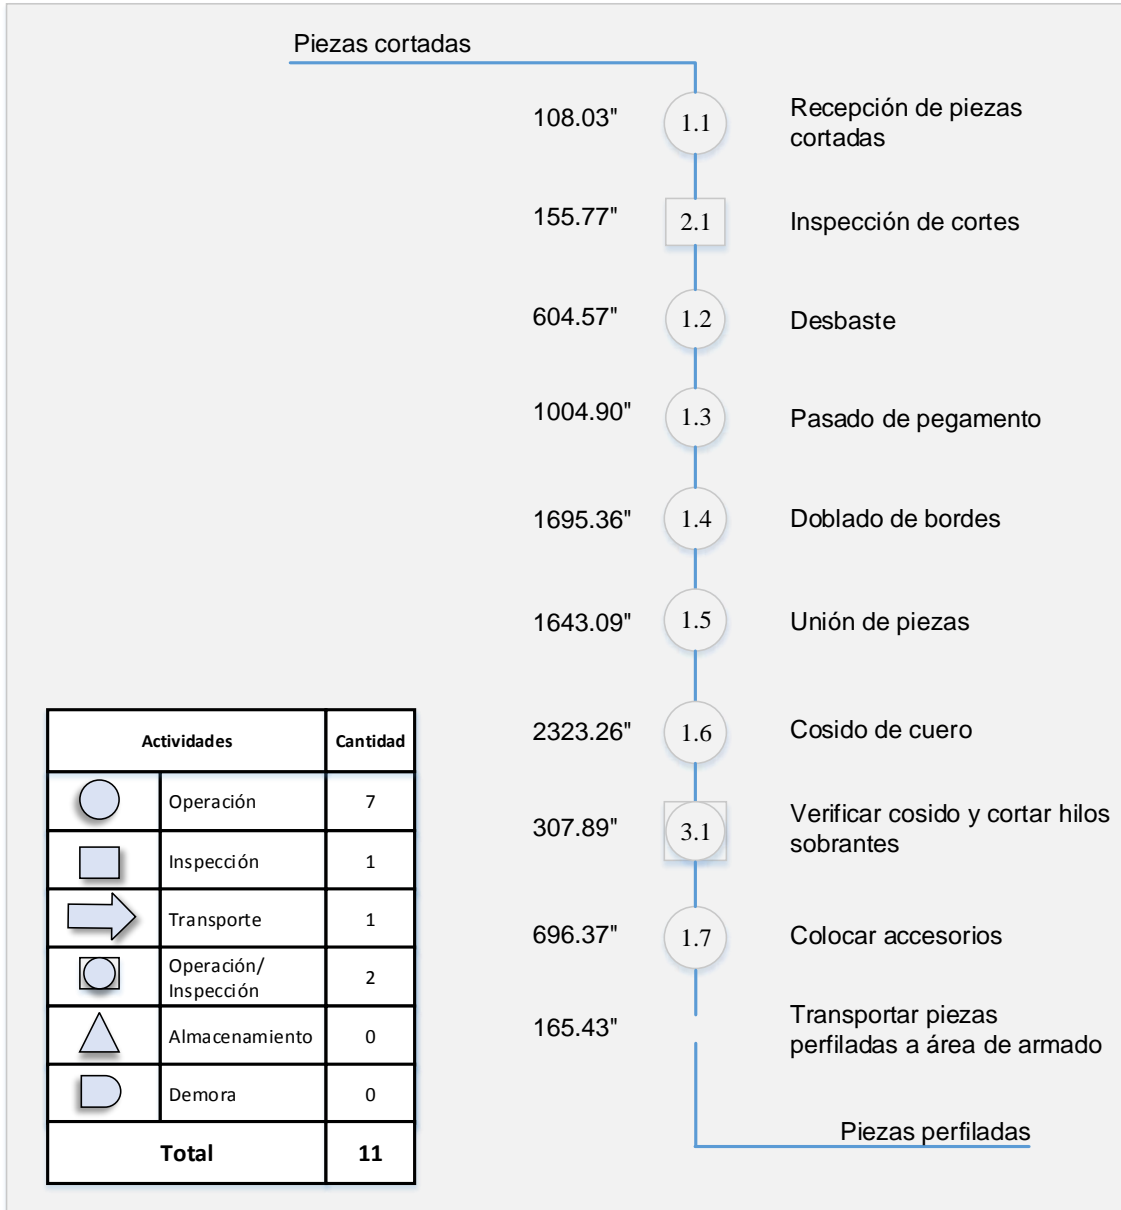 Piezas cortadas
108.03"
1.1
Recepción de piezas
cortadas
155.77"
2.1
Inspección de cortes
604.57"
1.2
Desbaste
1004.90"
1.3
Pasado de pegamento
1695.36"
1.4
Doblado de bordes
1643.09"
1.5
Unión de piezas
2323.26"
1.6
Cosido de cuero
307.89"
3.1
Verificar cosido y cortar hilos
sobrantes
696.37"
1.7
Colocar accesorios
165.43"
Transportar piezas
perfiladas a área de armado
Piezas perfiladas
Actividades
Cantidad
Operación
7
Inspección
1
Transporte
1
Operación/
Inspección
2
Almacenamiento
0
Demora
0
Total
11